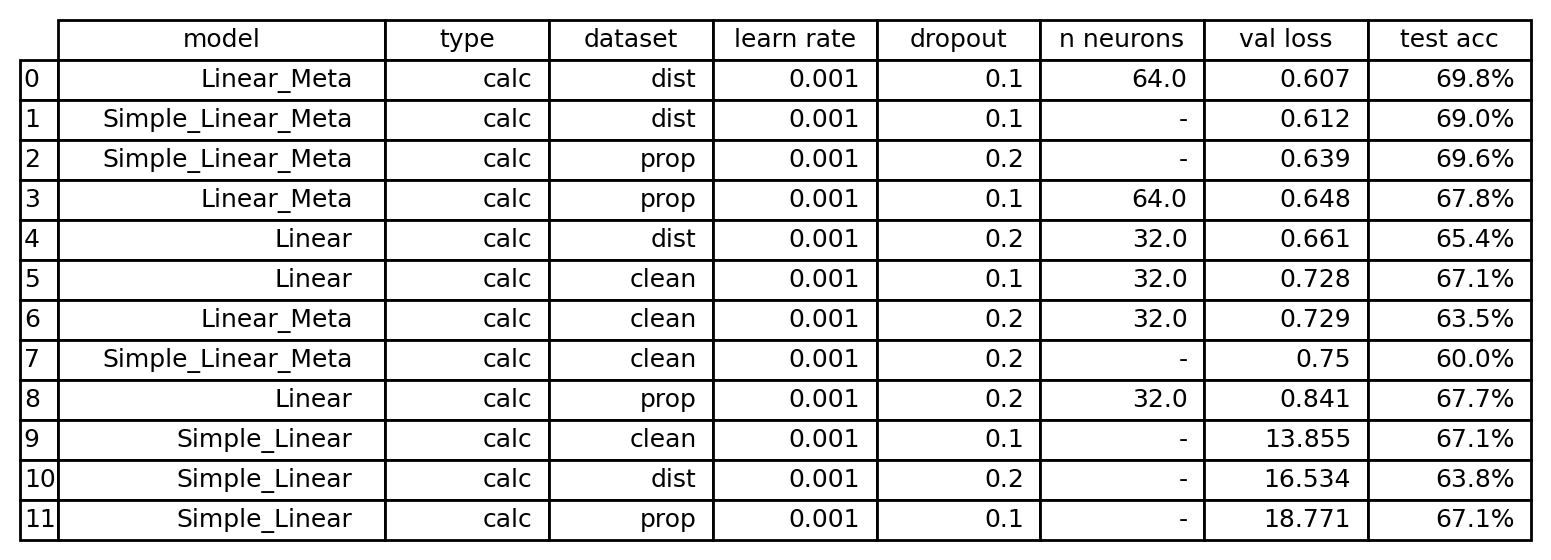 model type dataset learn rate dropout n neurons val loss test acc
0 Linear_Meta calc dist 0.001 0.1 64.0 0.607 69.8%
1 Simple_Linear_Meta calc dist 0.001 0.1 - 0.612 69.0%
2 Simple_Linear_Meta calc prop 0.001 0.2 - 0.639 69.6%
3 Linear_Meta calc prop 0.001 0.1 64.0 0.648 67.8%
4 Linear calc dist 0.001 0.2 32.0 0.661 65.4%
5 Linear calc clean 0.001 0.1 32.0 0.728 67.1%
6 Linear_Meta calc clean 0.001 0.2 32.0 0.729 63.5%
7 Simple_Linear_Meta calc clean 0.001 0.2 - 0.75 60.0%
8 Linear calc prop 0.001 0.2 32.0 0.841 67.7%
9 Simple_Linear calc clean 0.001 0.1 - 13.855 67.1%
10 Simple_Linear calc dist 0.001 0.2 - 16.534 63.8%
11 Simple_Linear calc prop 0.001 0.1 - 18.771 67.1%